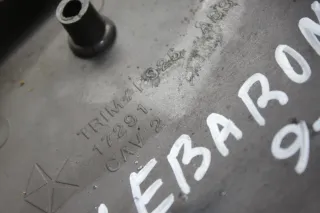 TRIM
17291
CAV. 2
LEBARON
9-